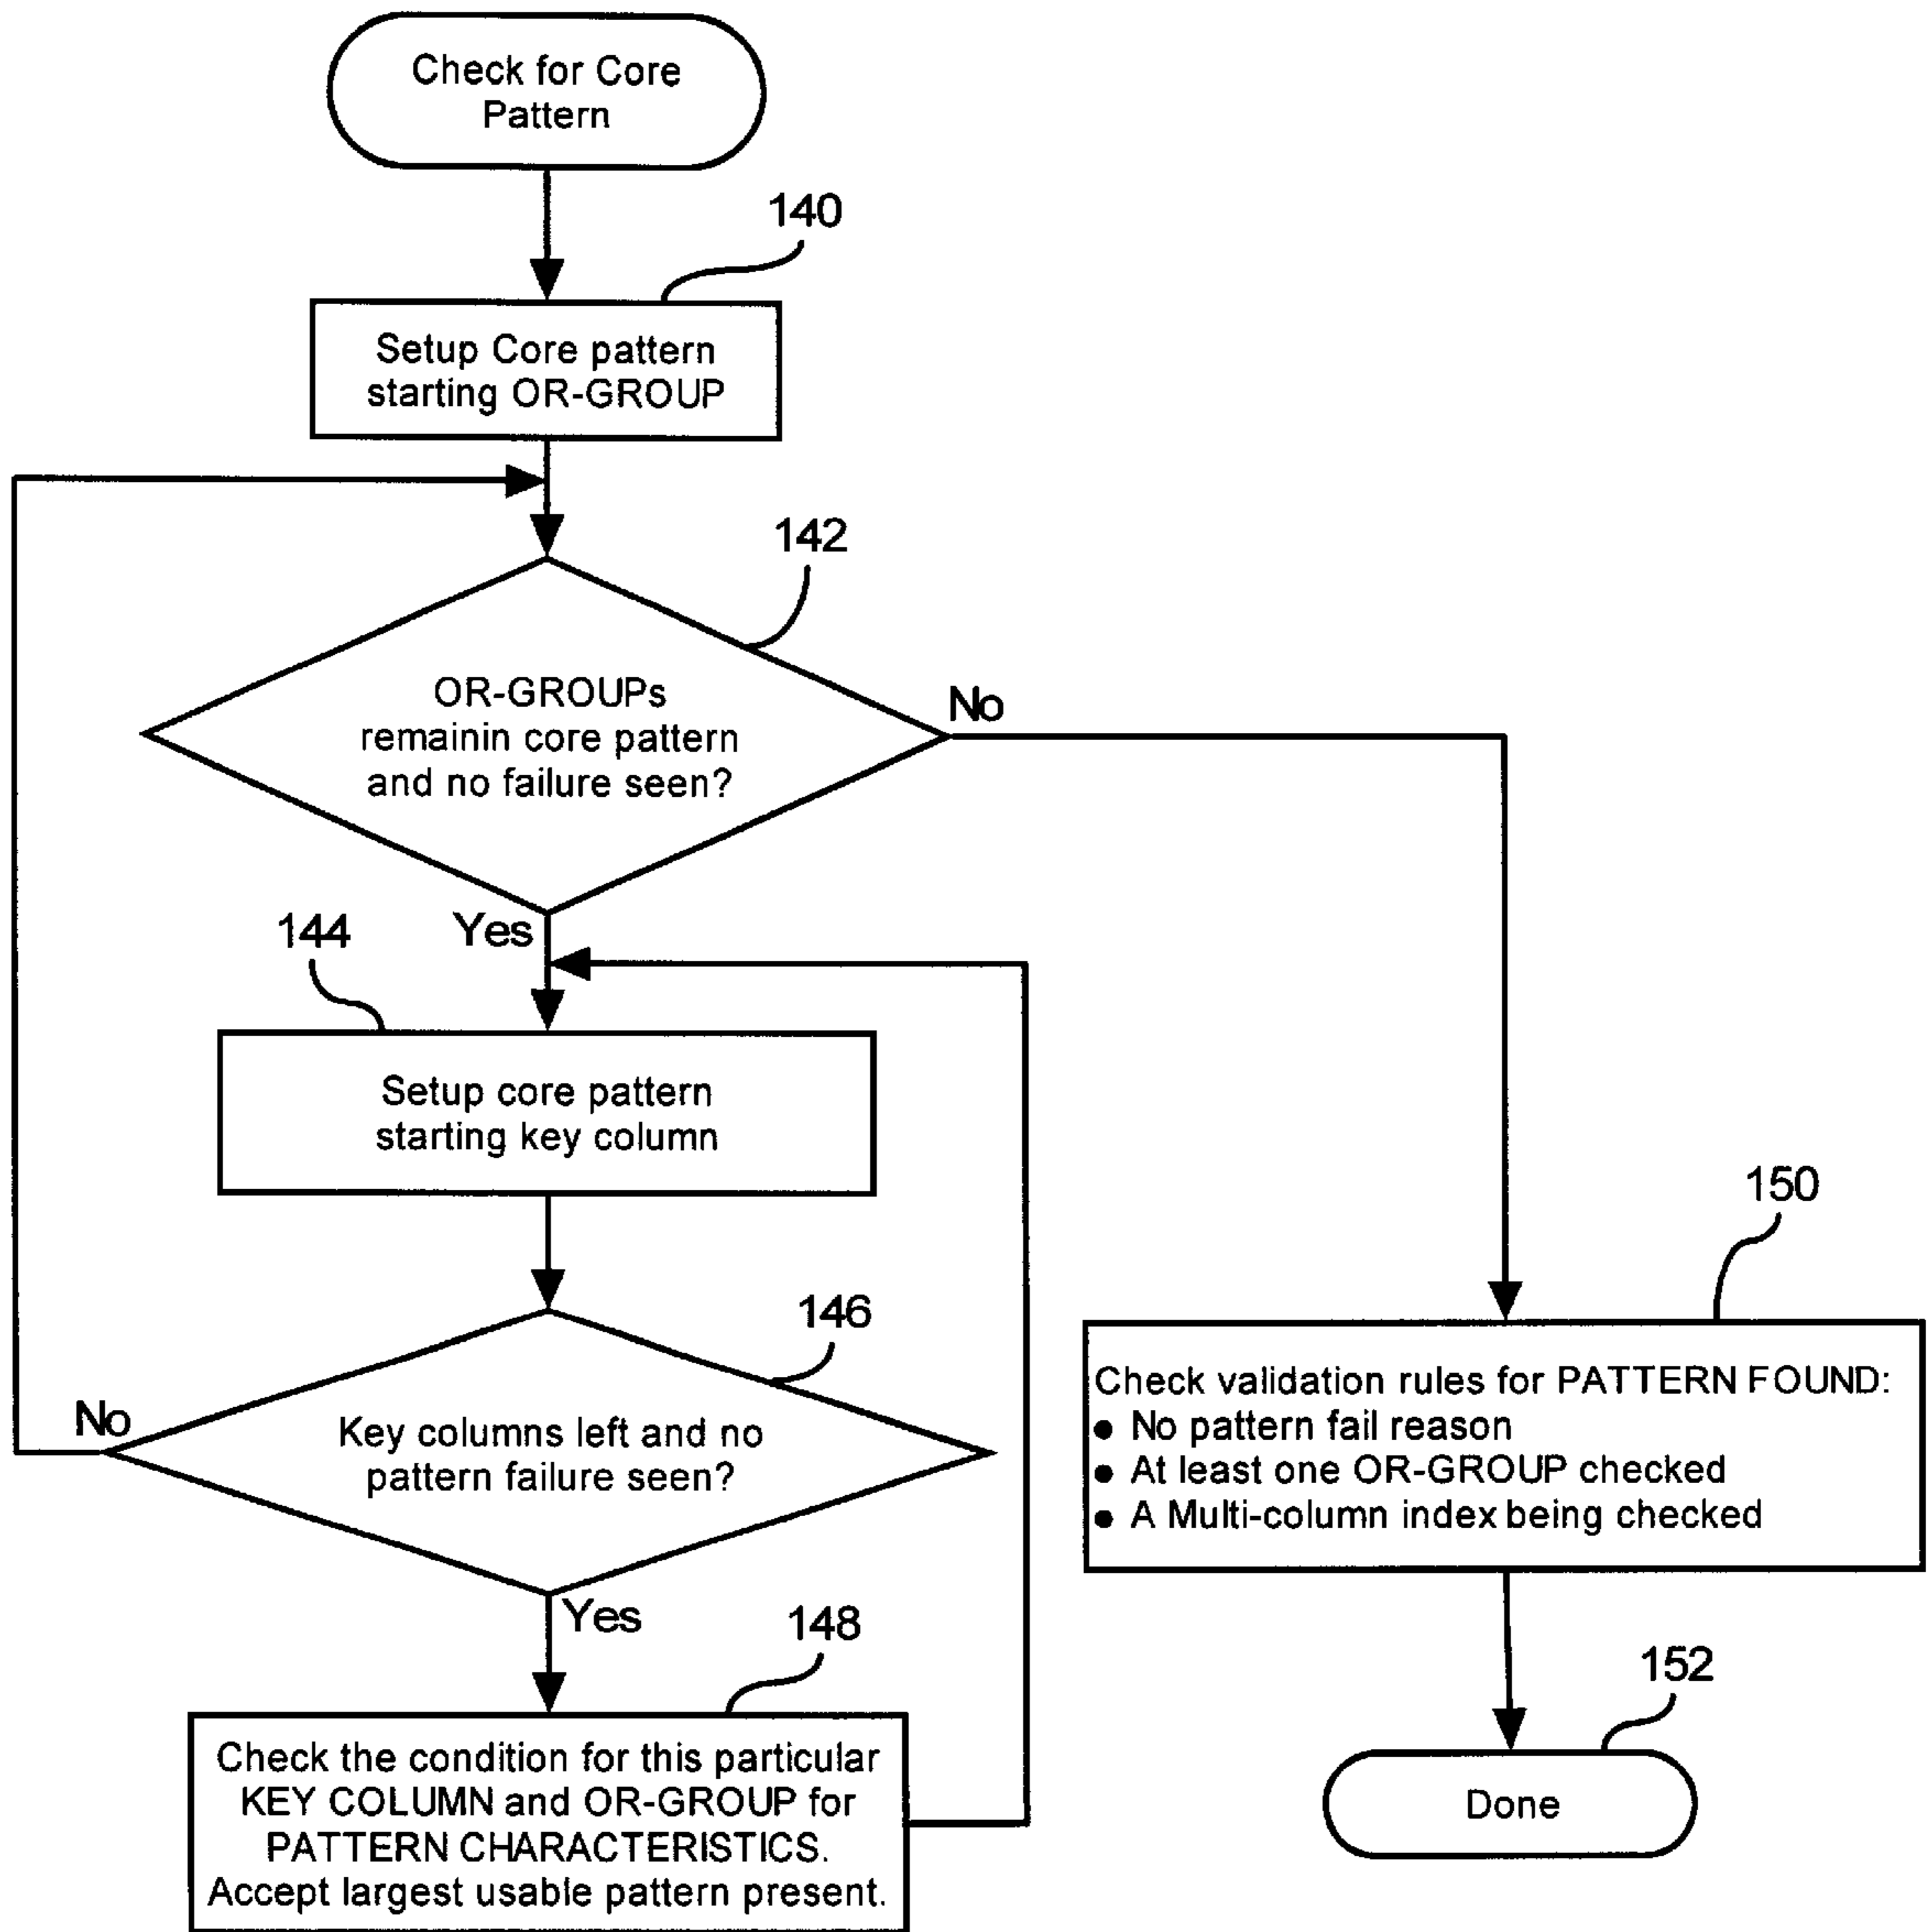 Check for Core
Pattern
140
Setup Core pattern
starting OR-GROUP
142
OR-GROUPs
remainin core pattern
and no failure seen?
No
Yes
144
Setup core pattern
starting key column
146
Key columns left and no
pattern failure seen?
No
Yes
148
Check the condition for this particular
KEY COLUMN and OR-GROUP for
PATTERN CHARACTERISTICS.
Accept largest usable pattern present.
150
Check validation rules for PATTERN FOUND:
● No pattern fail reason
● At least one OR-GROUP checked
● A Multi-column index being checked
152
Done